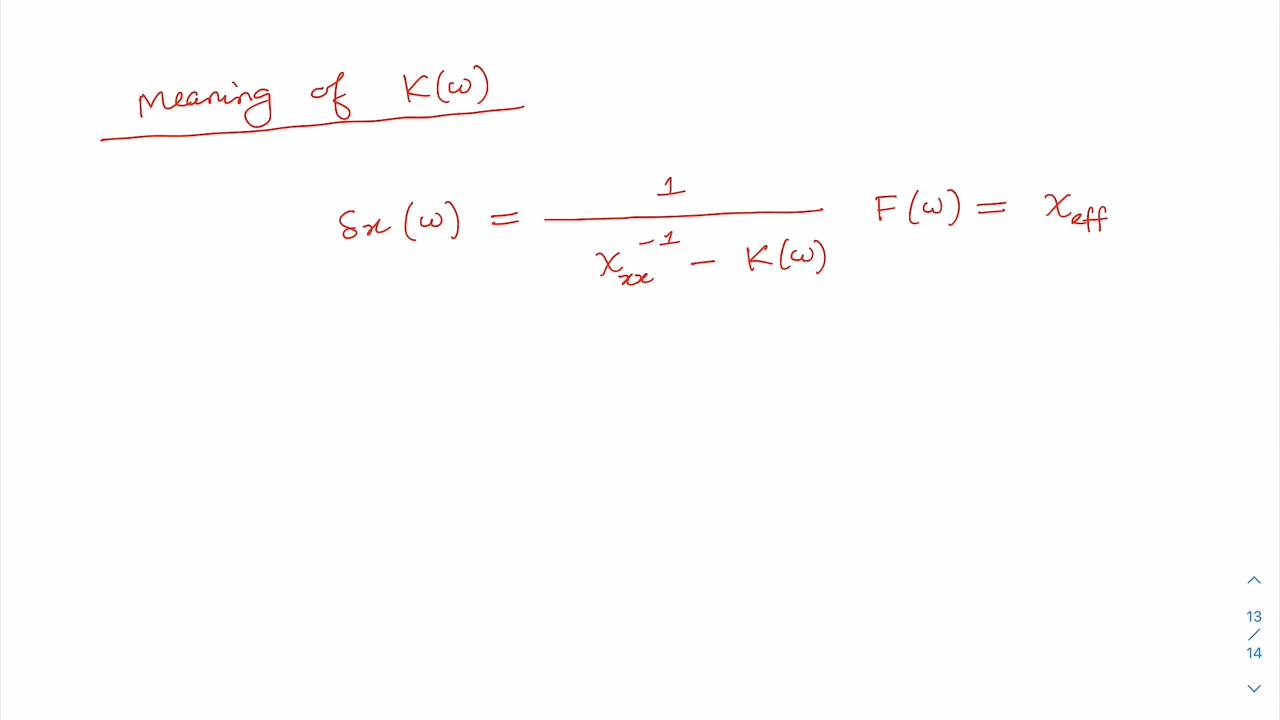 Meaning of K(ω)
δx(ω) = 1 / (χ_xx^-1 - K(ω)) F(ω) = χ_eff
13
/
14